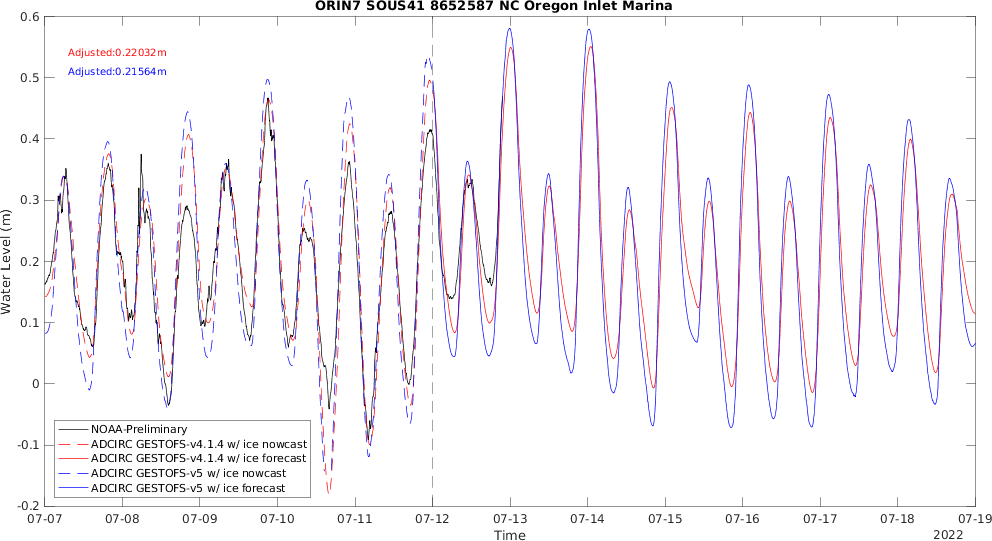 ORIN7 SOUS41 8652587 NC Oregon Inlet Marina
Adjusted:0.22032m
Adjusted:0.21564m
Water Level (m)
0.6
0.5
0.4
0.3
0.2
0.1
0
-0.1
-0.2
NOAA-Preliminary
ADCIRC GESTOFS-v4.1.4 w/ ice nowcast
ADCIRC GESTOFS-v4.1.4 w/ ice forecast
ADCIRC GESTOFS-v5 w/ ice nowcast
ADCIRC GESTOFS-v5 w/ ice forecast
07-07 07-08 07-09 07-10 07-11 07-12 07-13 07-14 07-15 07-16 07-17 07-18 07-19
Time
2022